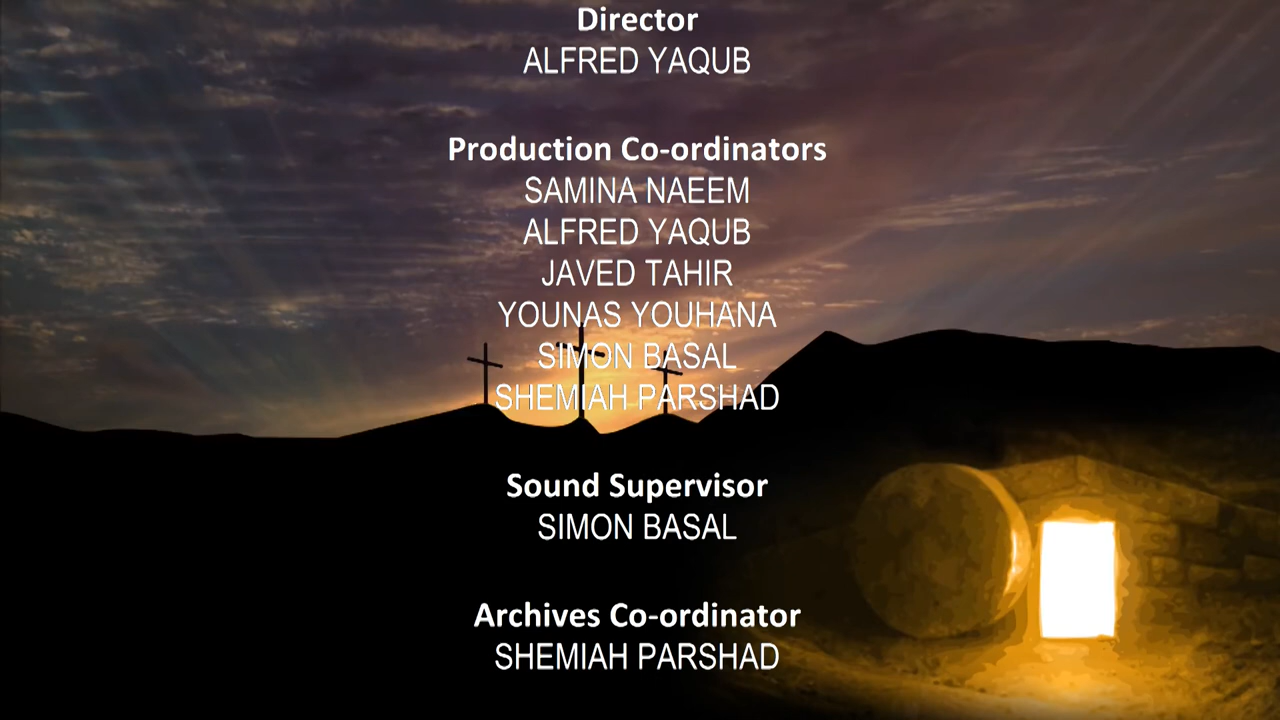 Director
ALFRED YAQUB
Production Co-ordinators
SAMINA NAEEM
ALFRED YAQUB
JAVED TAHIR
YOUNAS YOUHANA
SIMON BASAL
SHEMIAH PARSHAD
Sound Supervisor
SIMON BASAL
Archives Co-ordinator
SHEMIAH PARSHAD